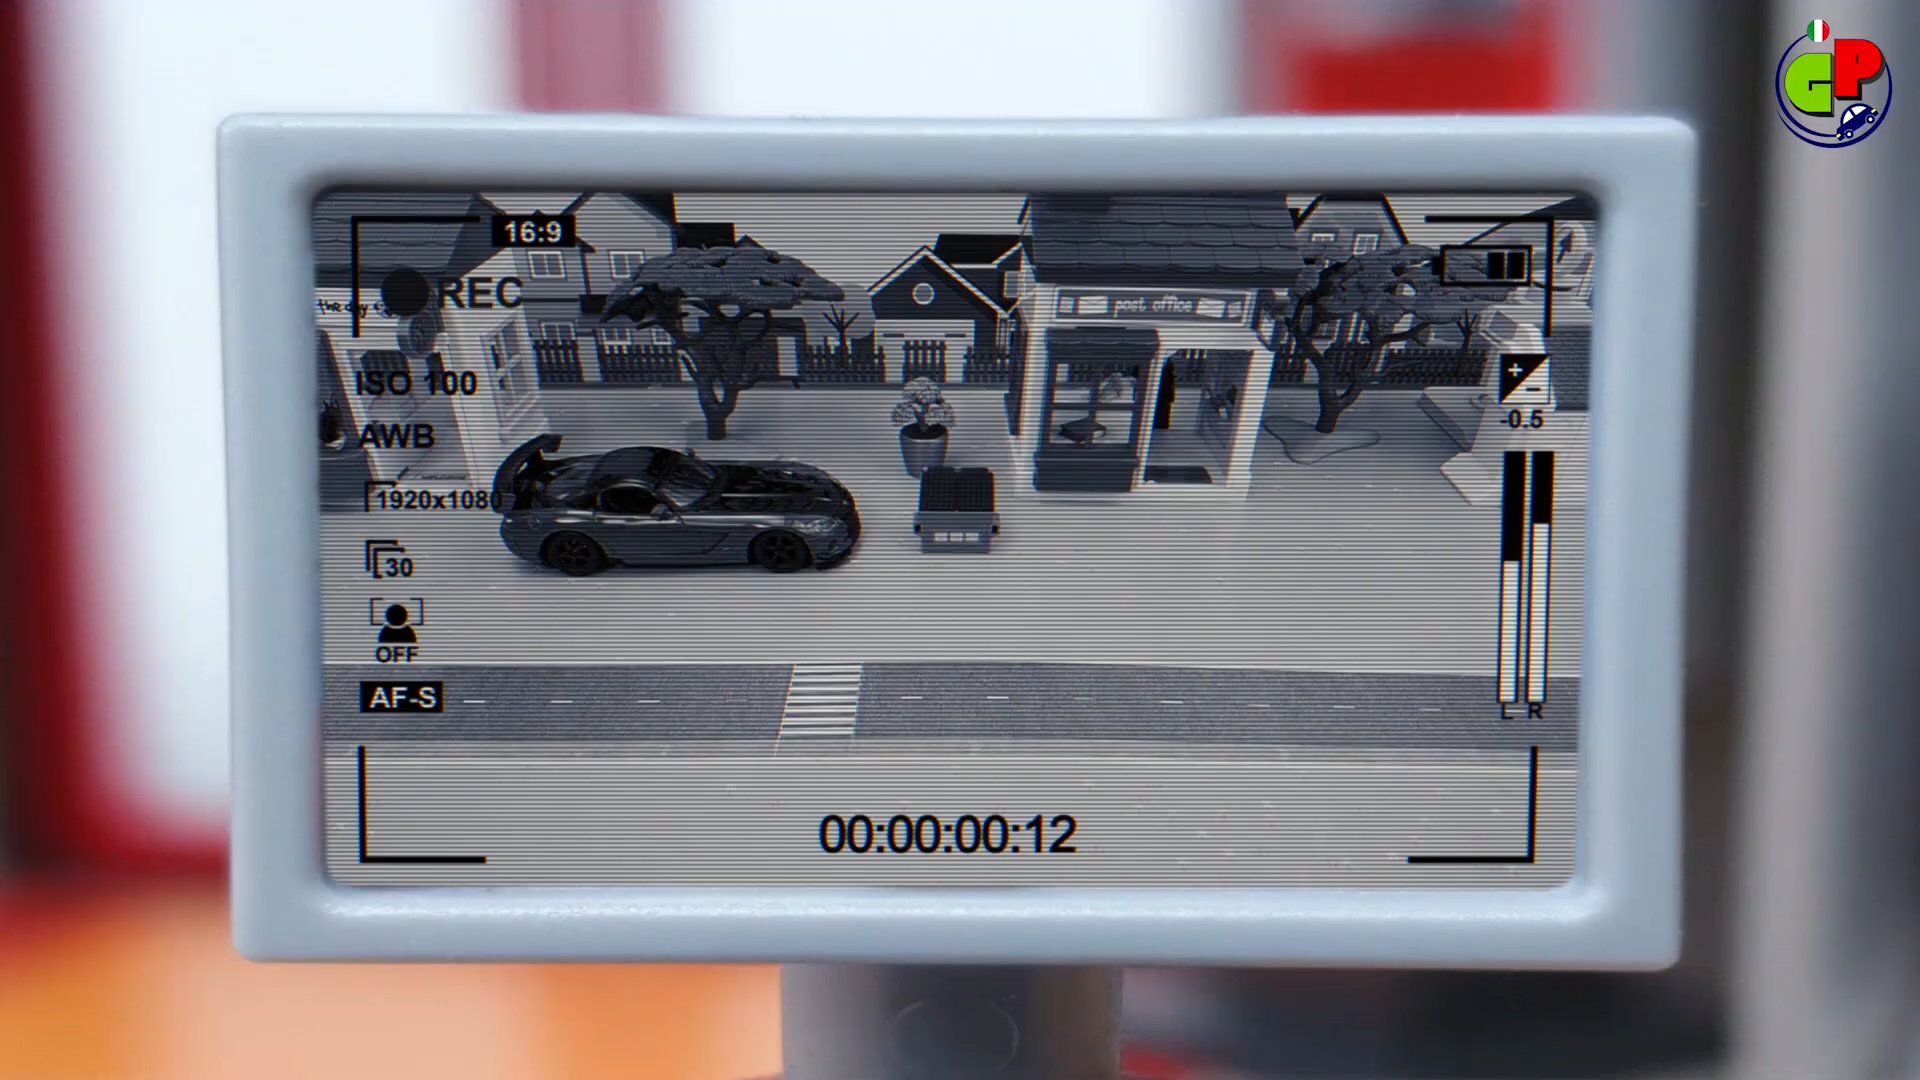 GP
16:9
REC
the
post office
ISO 100
+
-
-0.5
AWB
1920x1080
30
OFF
AF-S
L R
00:00:00:12